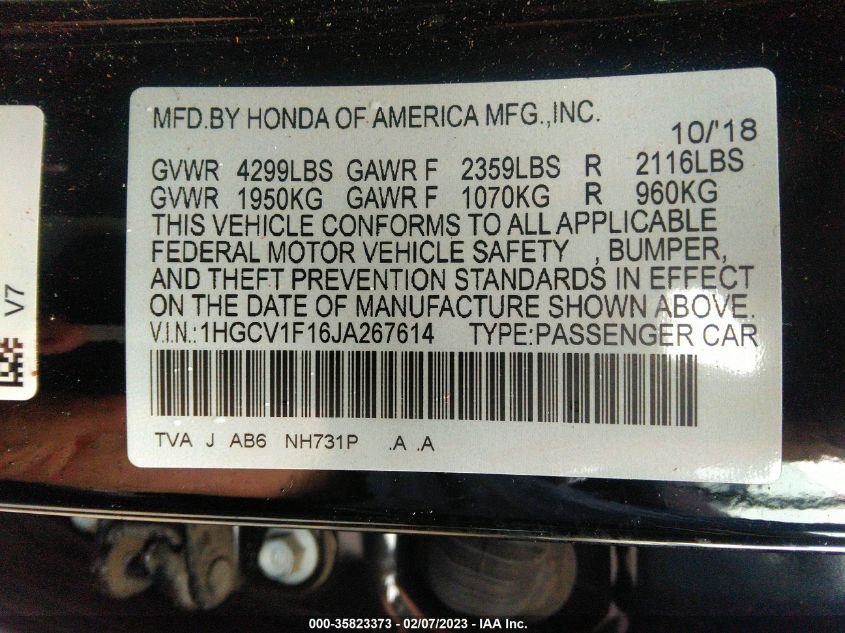 MFD.BY HONDA OF AMERICA MFG.,INC.
10/'18
GVWR 4299LBS GAWR F 2359LBS R 2116LBS
GVWR 1950KG GAWR F 1070KG R 960KG
THIS VEHICLE CONFORMS TO ALL APPLICABLE
FEDERAL MOTOR VEHICLE SAFETY , BUMPER,
AND THEFT PREVENTION STANDARDS IN EFFECT
ON THE DATE OF MANUFACTURE SHOWN ABOVE.
V.I.N.:1HGCV1F16JA267614 TYPE:PASSENGER CAR
TVA J AB6 NH731P .A .A
V7
000-35823373 — 02/07/2023 — IAA Inc.